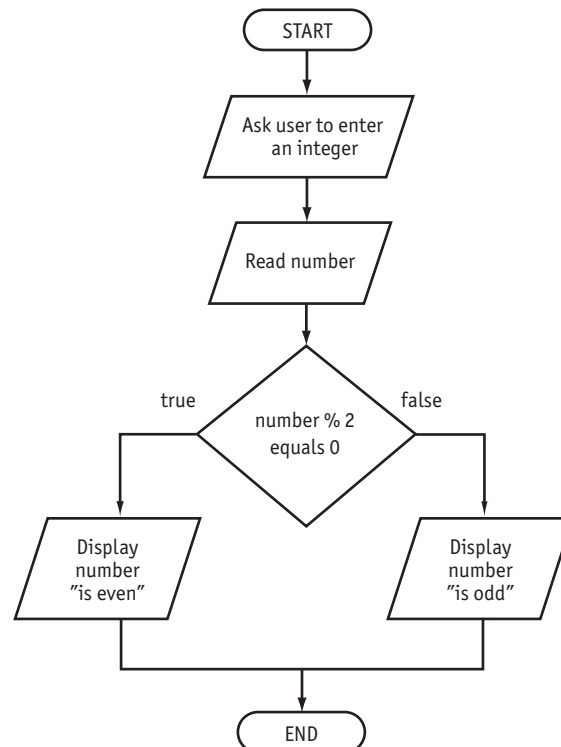 START
Ask user to enter
an integer
Read number
true
false
number % 2
equals 0
Display
number
"is even"
Display
number
"is odd"
END